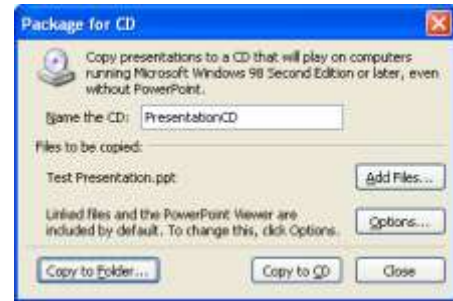 Package for CD
Copy presentations to a CD that will play on computers
running Microsoft Windows 98 Second Edition or later, even
without PowerPoint.
Name the CD: PresentationCD
Files to be copied:
Test Presentation.ppt
Add Files...
Linked files and the PowerPoint Viewer are
included by default. To change this, click Options.
Options...
Copy to Folder... Copy to CD Close